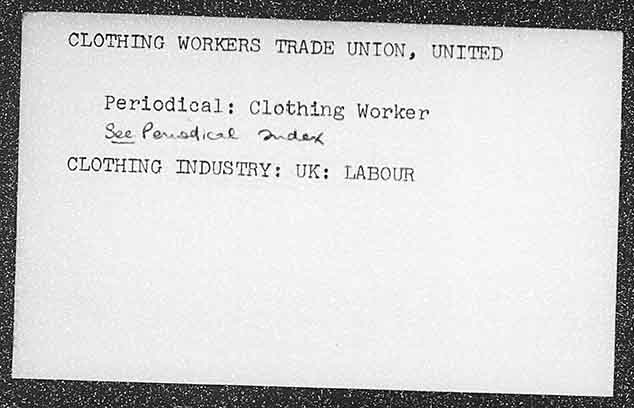 CLOTHING WORKERS TRADE UNION, UNITED
Periodical: Clothing Worker
See Periodical Index
CLOTHING INDUSTRY: UK: LABOUR